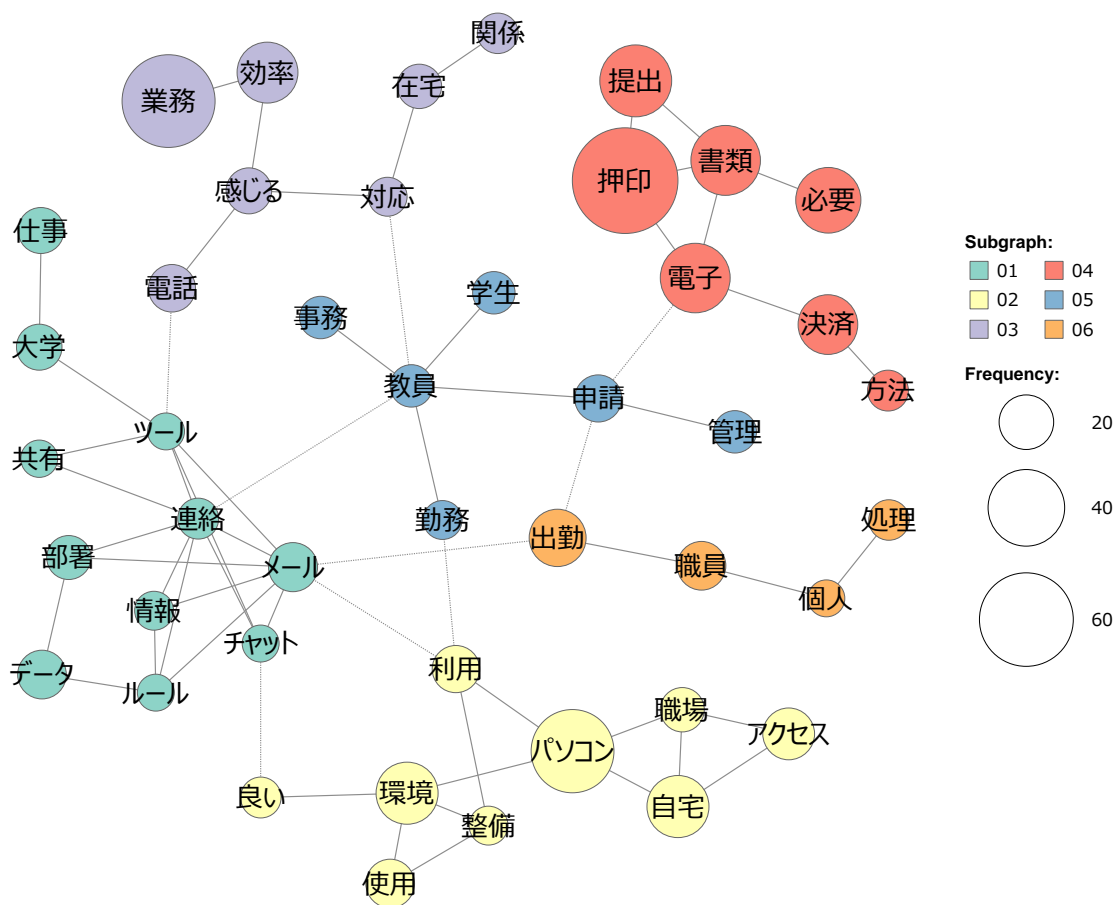 関係
効率
在宅
業務
提出
書類
押印
必要
感じる
対応
仕事
電話
学生
事務
電子
決済
大学
教員
申請
方法
管理
ツール
共有
連絡
勤務
出勤
処理
部署
メール
職員
個人
情報
チャット
データ
ルール
利用
職場
アクセス
パソコン
良い
環境
自宅
整備
使用
Subgraph:
01 04
02 05
03 06
Frequency:
20
40
60